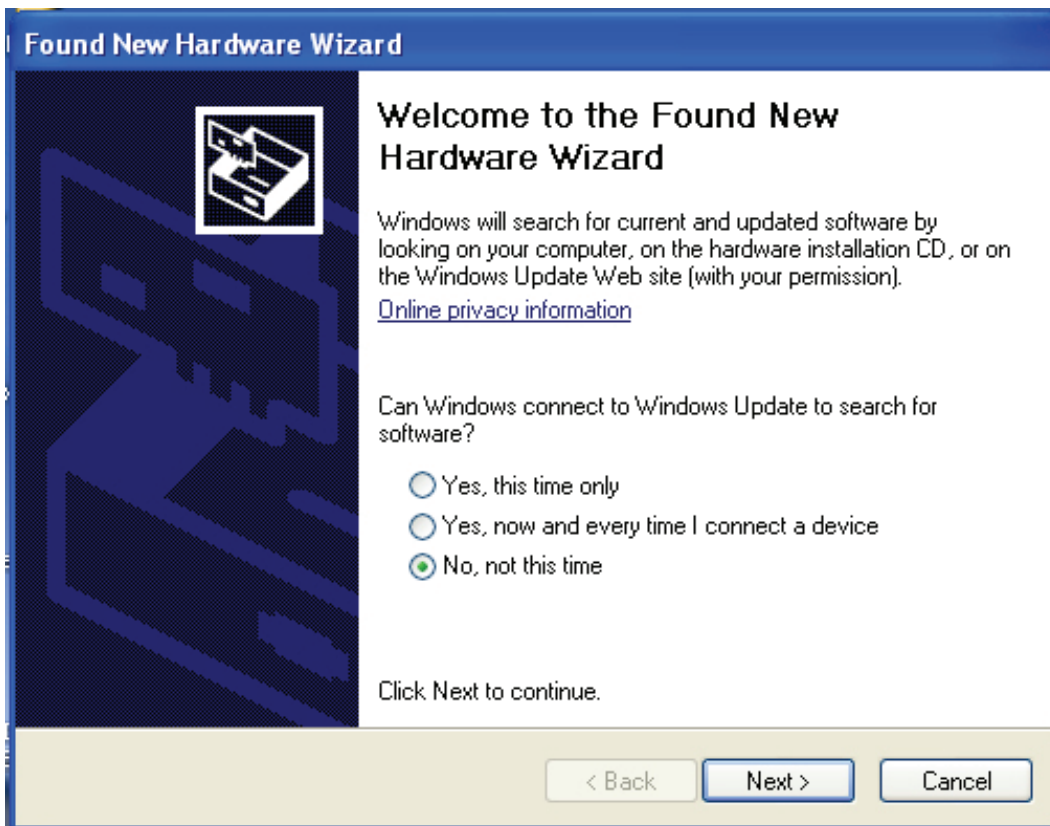 Found New Hardware Wizard
Welcome to the Found New
Hardware Wizard
Windows will search for current and updated software by
looking on your computer, on the hardware installation CD, or on
the Windows Update Web site (with your permission).
Online privacy information
Can Windows connect to Windows Update to search for
software?
Yes, this time only
Yes, now and every time I connect a device
No, not this time
Click Next to continue.
< Back
Next >
Cancel